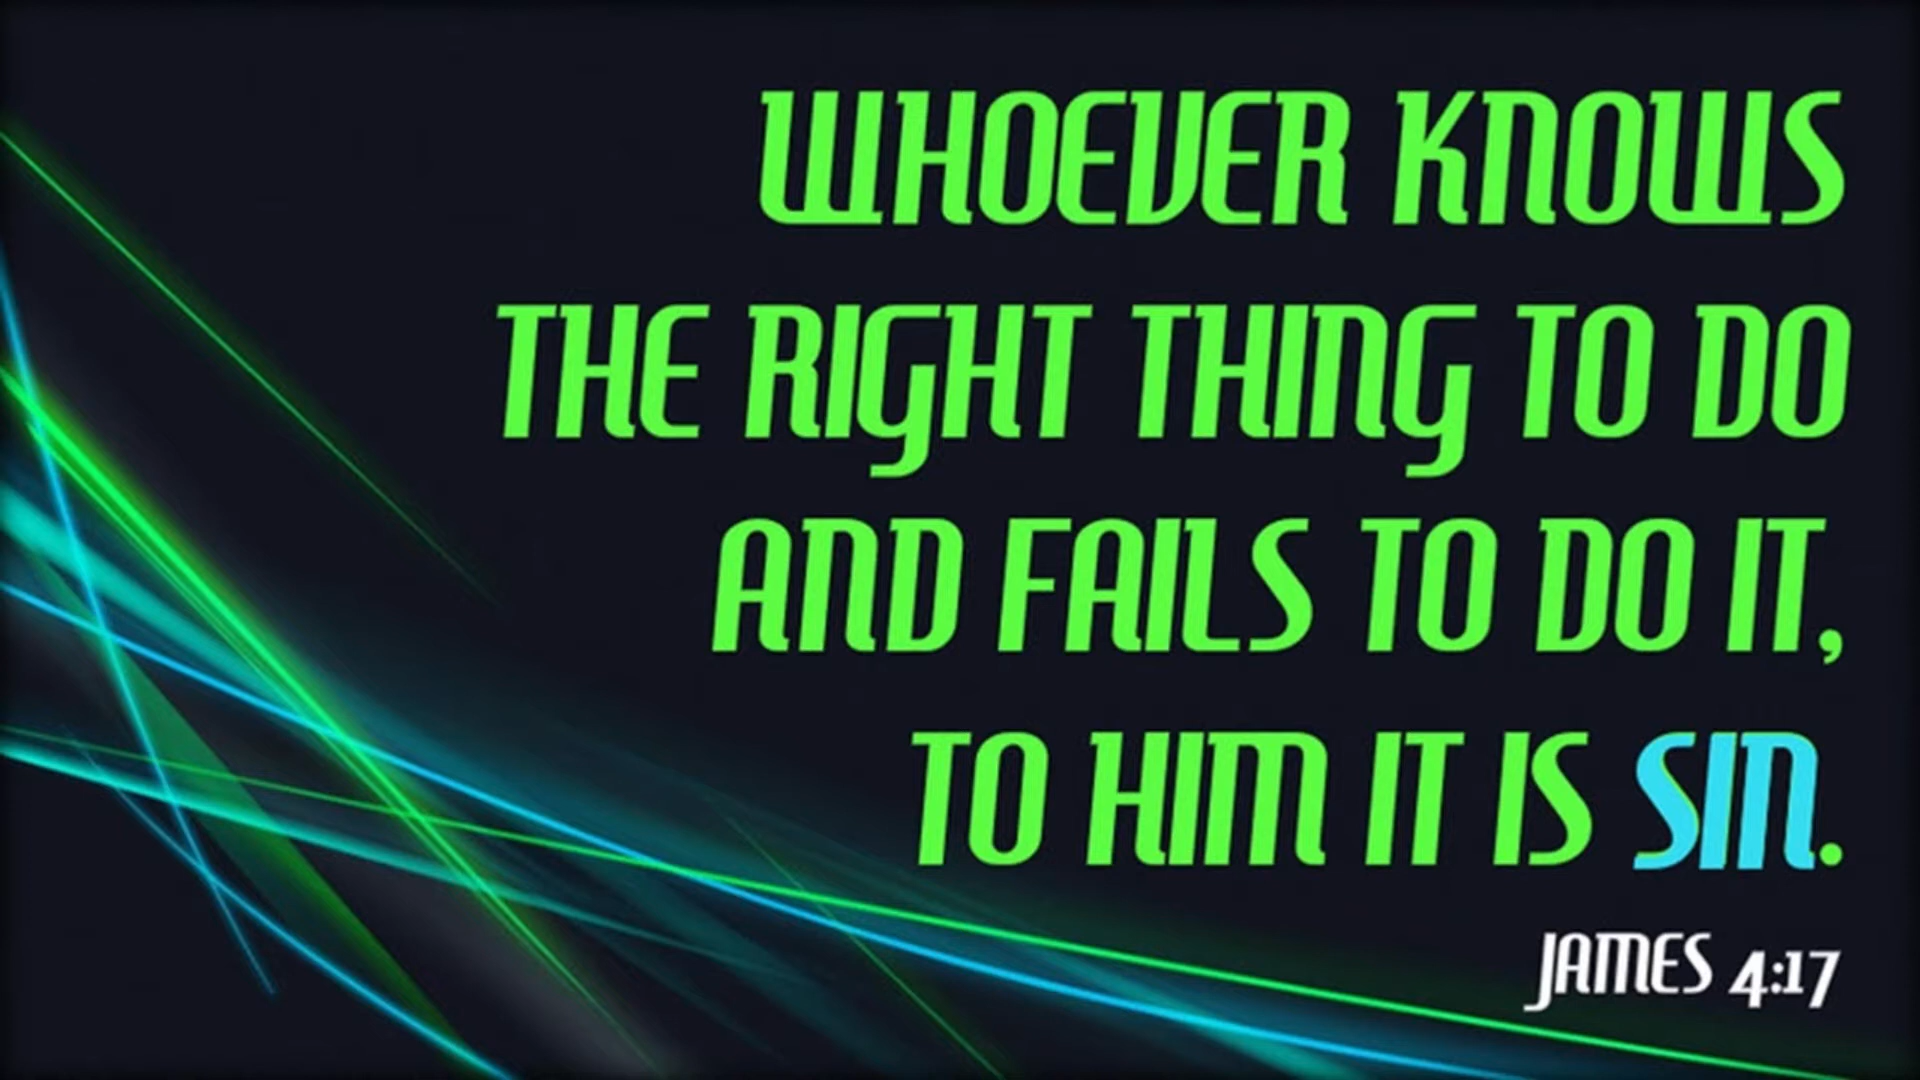 WHOEVER KNOWS
THE RIGHT THING TO DO
AND FAILS TO DO IT,
TO HIM IT IS SIN.
JAMES 4:17